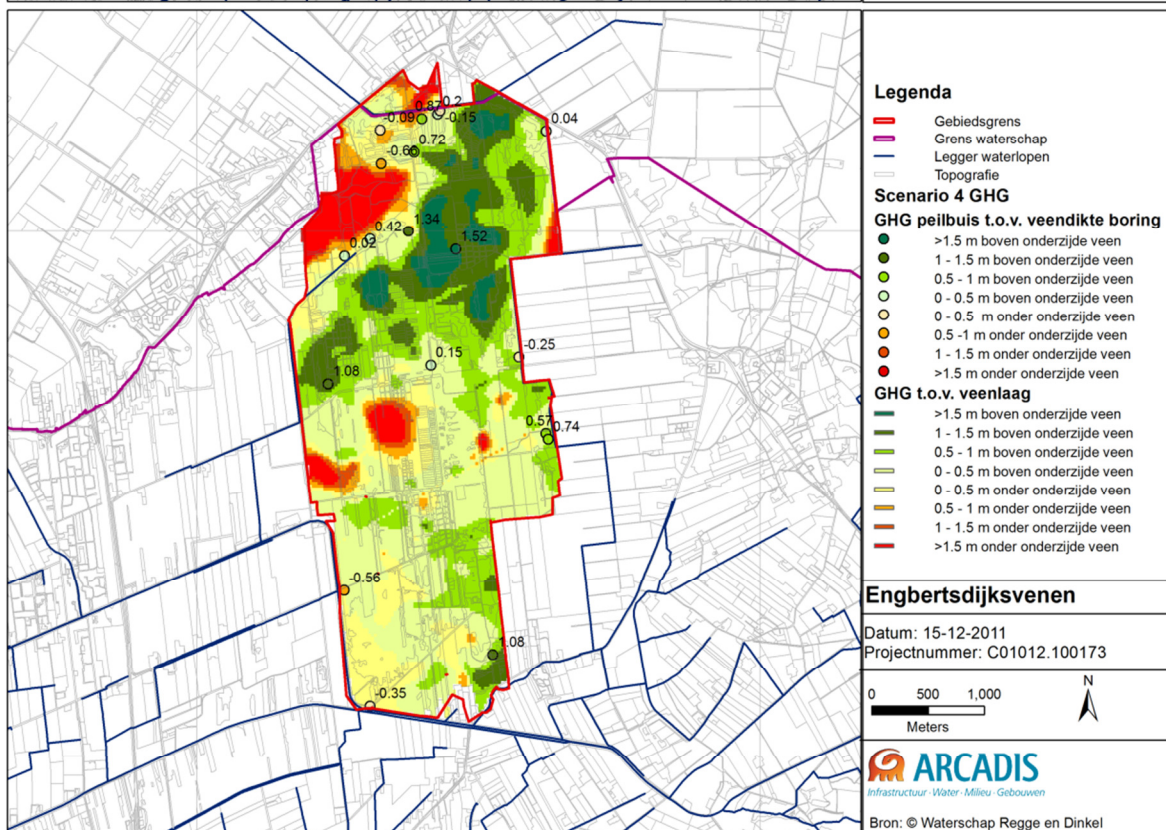 0.2
0.87
-0.15
-0.09
0.04
0.72
1.34
0.42
0.02
1.52
-0.25
0.15
1.08
0.57
0.74
-0.56
1.08
-0.35
Legenda
Gebiedsgrens
Grens waterschap
Legger waterlopen
Topografie
Scenario 4 GHG
GHG peilbuis t.o.v. veendikte boring
>1.5 m boven onderzijde veen
1 - 1.5 m boven onderzijde veen
0.5 - 1 m boven onderzijde veen
0 - 0.5 m boven onderzijde veen
0 - 0.5 m onder onderzijde veen
0.5 -1 m onder onderzijde veen
1 - 1.5 m onder onderzijde veen
>1.5 m onder onderzijde veen
GHG t.o.v. veenlaag
>1.5 m boven onderzijde veen
1 - 1.5 m boven onderzijde veen
0.5 - 1 m boven onderzijde veen
0 - 0.5 m boven onderzijde veen
0 - 0.5 m onder onderzijde veen
0.5 - 1 m onder onderzijde veen
1 - 1.5 m onder onderzijde veen
>1.5 m onder onderzijde veen
Engbertsdijksvenen
Datum: 15-12-2011
Projectnummer: C01012.100173
0 500 1,000
Meters
N
ARCADIS
Infrastructuur · Water · Milieu · Gebouwen
Bron: © Waterschap Regge en Dinkel